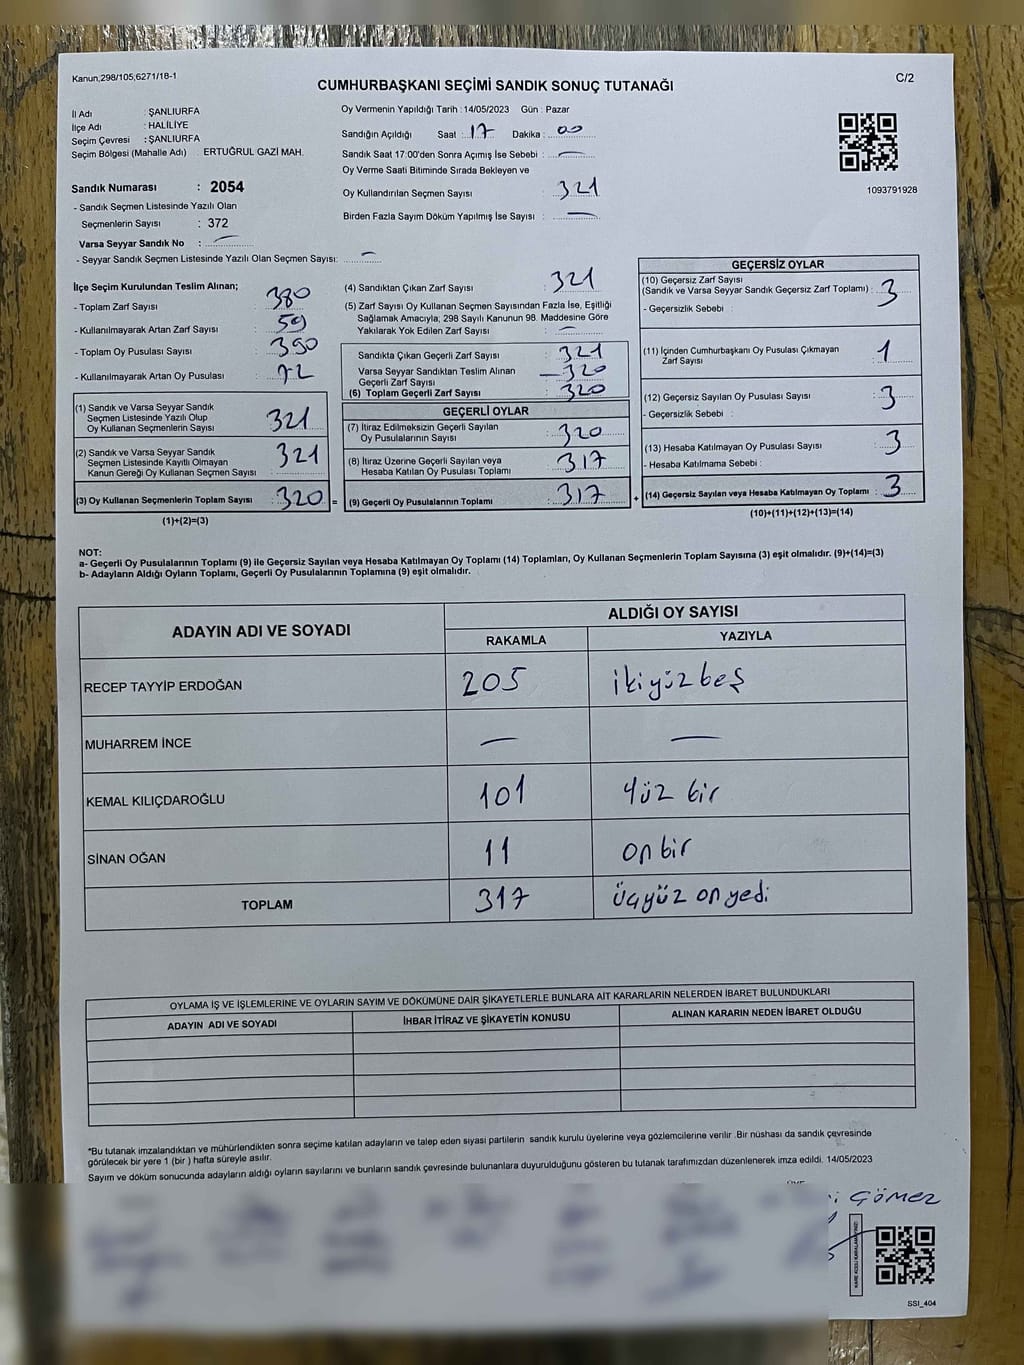 Kanun;298/105,6271/18-1
C/2
CUMHURBAŞKANI SEÇİMİ SANDIK SONUÇ TUTANAĞI
İl Adı : ŞANLIURFA
İlçe Adı : HALİLİYE
Seçim Çevresi : ŞANLIURFA
Seçim Bölgesi (Mahalle Adı) : ERTUĞRUL GAZİ MAH.
Sandık Numarası : 2054
- Sandık Seçmen Listesinde Yazılı Olan
Seçmenlerin Sayısı : 372
Varsa Seyyar Sandık No : —
- Seyyar Sandık Seçmen Listesinde Yazılı Olan Seçmen Sayısı: —
Oy Vermenin Yapıldığı Tarih :14/05/2023 Gün : Pazar
Sandığın Açıldığı Saat : 17 Dakika : 00
Sandık Saat 17:00'den Sonra Açımış İse Sebebi : —
Oy Verme Saati Bitiminde Sırada Bekleyen ve
Oy Kullandırılan Seçmen Sayısı : 321
Birden Fazla Sayım Döküm Yapılmış İse Sayısı : —
1093791928
İlçe Seçim Kurulundan Teslim Alınan;
- Toplam Zarf Sayısı : 380
- Kullanılmayarak Artan Zarf Sayısı : 59
- Toplam Oy Pusulası Sayısı : 390
- Kullanılmayarak Artan Oy Pusulası : 72
(1) Sandık ve Varsa Seyyar Sandık
Seçmen Listesinde Yazılı Olup
Oy Kullanan Seçmenlerin Sayısı : 321
(2) Sandık ve Varsa Seyyar Sandık
Seçmen Listesinde Kayıtlı Olmayan
Kanun Gereği Oy Kullanan Seçmen Sayısı : 321
(3) Oy Kullanan Seçmenlerin Toplam Sayısı : 320 =
(1)+(2)=(3)
(4) Sandıktan Çıkan Zarf Sayısı : 321
(5) Zarf Sayısı Oy Kullanan Seçmen Sayısından Fazla İse, Eşitliği
Sağlamak Amacıyla; 298 Sayılı Kanunun 98. Maddesine Göre
Yakılarak Yok Edilen Zarf Sayısı : —
Sandıkta Çıkan Geçerli Zarf Sayısı : 321
Varsa Seyyar Sandıktan Teslim Alınan
Geçerli Zarf Sayısı : — 320
(6) Toplam Geçerli Zarf Sayısı : 320
GEÇERLİ OYLAR
(7) İtiraz Edilmeksizin Geçerli Sayılan
Oy Pusulalarının Sayısı : 320
(8) İtiraz Üzerine Geçerli Sayılan veya
Hesaba Katılan Oy Pusulası Toplamı : 317
(9) Geçerli Oy Pusulalarının Toplamı : 317 +
GEÇERSİZ OYLAR
(10) Geçersiz Zarf Sayısı
(Sandık ve Varsa Seyyar Sandık Geçersiz Zarf Toplamı) : 3
- Geçersizlik Sebebi :
(11) İçinden Cumhurbaşkanı Oy Pusulası Çıkmayan
Zarf Sayısı : 1
(12) Geçersiz Sayılan Oy Pusulası Sayısı : 3
- Geçersizlik Sebebi :
(13) Hesaba Katılmayan Oy Pusulası Sayısı : 3
- Hesaba Katılmama Sebebi :
(14) Geçersiz Sayılan veya Hesaba Katılmayan Oy Toplamı : 3
(10)+(11)+(12)+(13)=(14)
NOT:
a- Geçerli Oy Pusulalarının Toplamı (9) ile Geçersiz Sayılan veya Hesaba Katılmayan Oy Toplamı (14) Toplamları, Oy Kullanan Seçmenlerin Toplam Sayısına (3) eşit olmalıdır. (9)+(14)=(3)
b- Adayların Aldığı Oyların Toplamı, Geçerli Oy Pusulalarının Toplamına (9) eşit olmalıdır.
ADAYIN ADI VE SOYADI
ALDIĞI OY SAYISI
RAKAMLA YAZIYLA
RECEP TAYYİP ERDOĞAN 205 ikiyüzbeş
MUHARREM İNCE — —
KEMAL KILIÇDAROĞLU 101 Yüz bir
SİNAN OĞAN 11 on bir
TOPLAM 317 üçyüz onyedi
OYLAMA İŞ VE İŞLEMLERİNE VE OYLARIN SAYIM VE DÖKÜMÜNE DAİR ŞİKAYETLERLE BUNLARA AİT KARARLARIN NELERDEN İBARET BULUNDUKLARI
ADAYIN ADI VE SOYADI İHBAR İTİRAZ VE ŞİKAYETİN KONUSU ALINAN KARARIN NEDEN İBARET OLDUĞU
*Bu tutanak imzalandıktan ve mühürlendikten sonra seçime katılan adayların ve talep eden siyasi partilerin sandık kurulu üyelerine veya gözlemcilerine verilir .Bir nüshası da sandık çevresinde
görülecek bir yere 1 (bir ) hafta süreyle asılır.
Sayım ve döküm sonucunda adayların aldığı oyların sayılarını ve bunların sandık çevresinde bulunanlara duyurulduğunu gösteren bu tutanak tarafımızdan düzenlenerek imza edildi. 14/05/2023
GÖMEZ
SSI_404